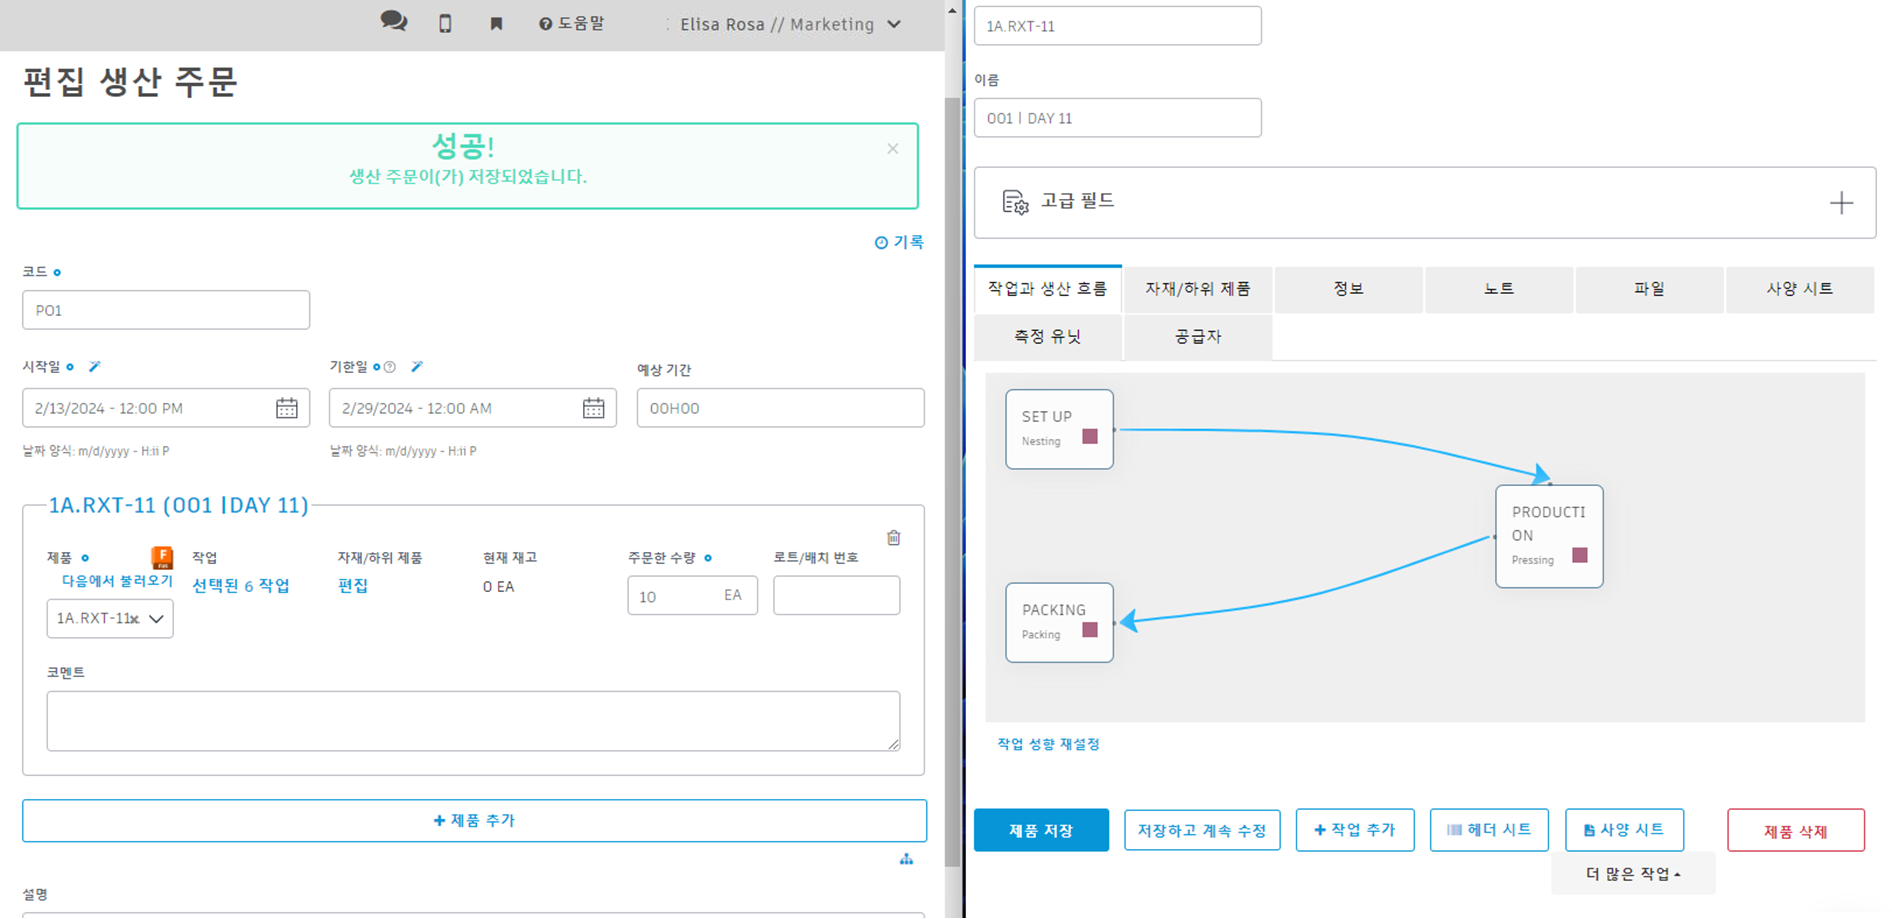 도움말
Elisa Rosa // Marketing
편집 생산 주문
성공!
생산 주문이(가) 저장되었습니다.
기록
코드
PO1
시작일
기한일
예상 기간
2/13/2024 - 12:00 PM
2/29/2024 - 12:00 AM
00H00
날짜 양식: m/d/yyyy - H:ii P
날짜 양식: m/d/yyyy - H:ii P
1A.RXT-11 (001 | DAY 11)
제품
작업
자재/하위 제품
현재 재고
주문한 수량
로트/배치 번호
다음에서 불러오기
선택된 6 작업
편집
0 EA
10 EA
1A.RXT-11
코멘트
+ 제품 추가
설명
1A.RXT-11
이름
001 | DAY 11
고급 필드
작업과 생산 흐름
자재/하위 제품
정보
노트
파일
사양 시트
측정 유닛
공급자
SET UP
Nesting
PRODUCTI
ON
Pressing
PACKING
Packing
작업 성향 재설정
제품 저장
저장하고 계속 수정
+ 작업 추가
헤더 시트
사양 시트
제품 삭제
더 많은 작업